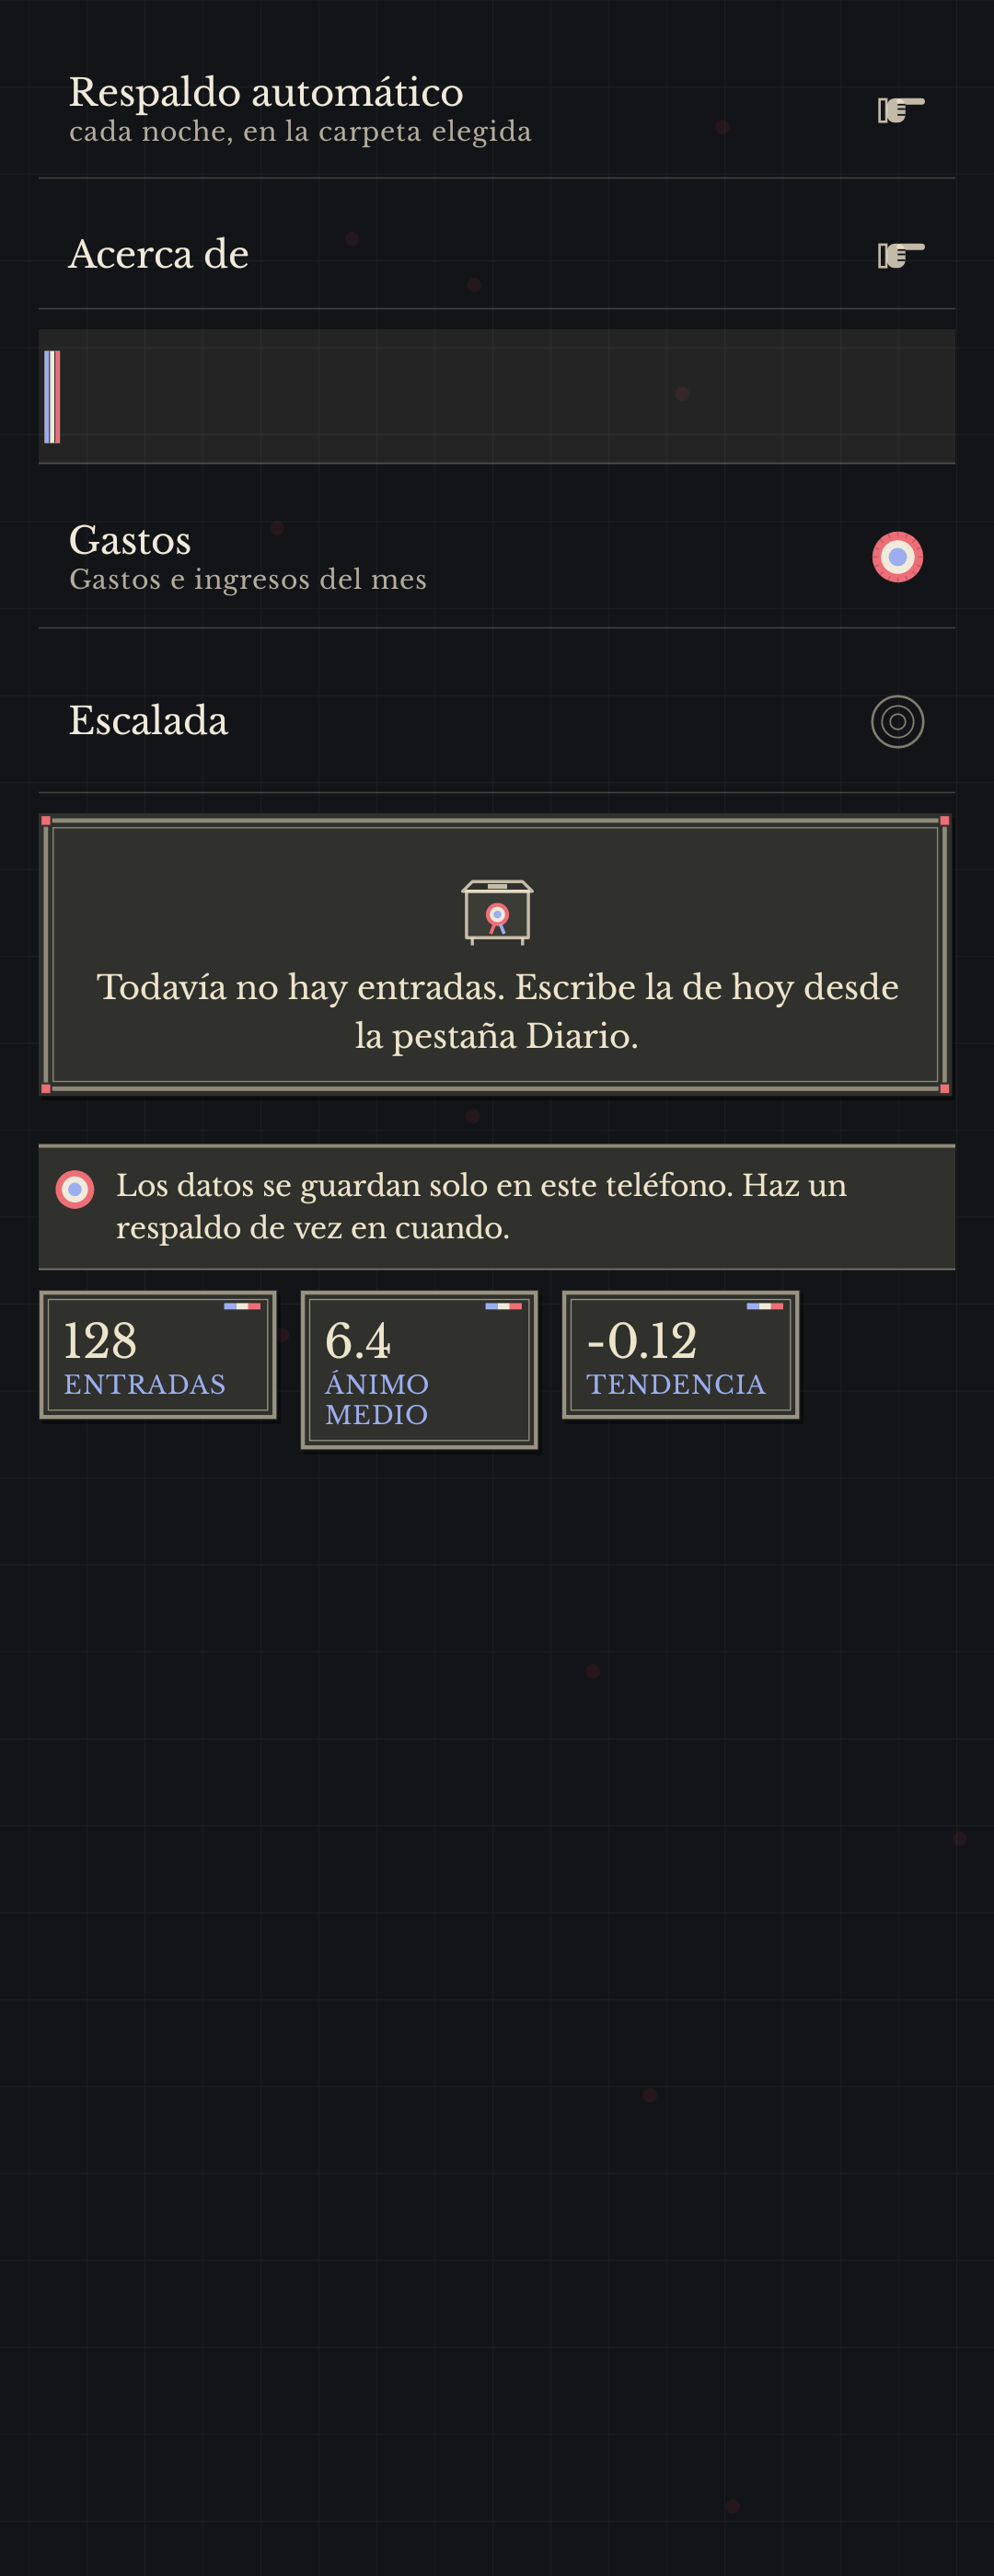 Respaldo automático
cada noche, en la carpeta elegida
Acerca de
Gastos
Gastos e ingresos del mes
Escalada
Todavía no hay entradas. Escribe la de hoy desde
la pestaña Diario.
Los datos se guardan solo en este teléfono. Haz un
respaldo de vez en cuando.
128
ENTRADAS
6.4
ÁNIMO
MEDIO
-0.12
TENDENCIA